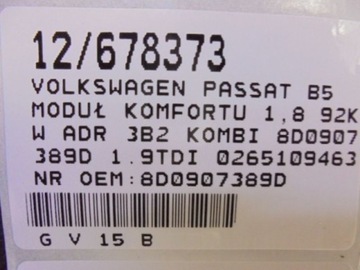 12/678373
VOLKSWAGEN PASSAT B5
MODUŁ KOMFORTU 1,8 92K
W ADR 3B2 KOMBI 8D0907
389D 1.9TDI 0265109463
NR OEM:8D0907389D
G V 15 B